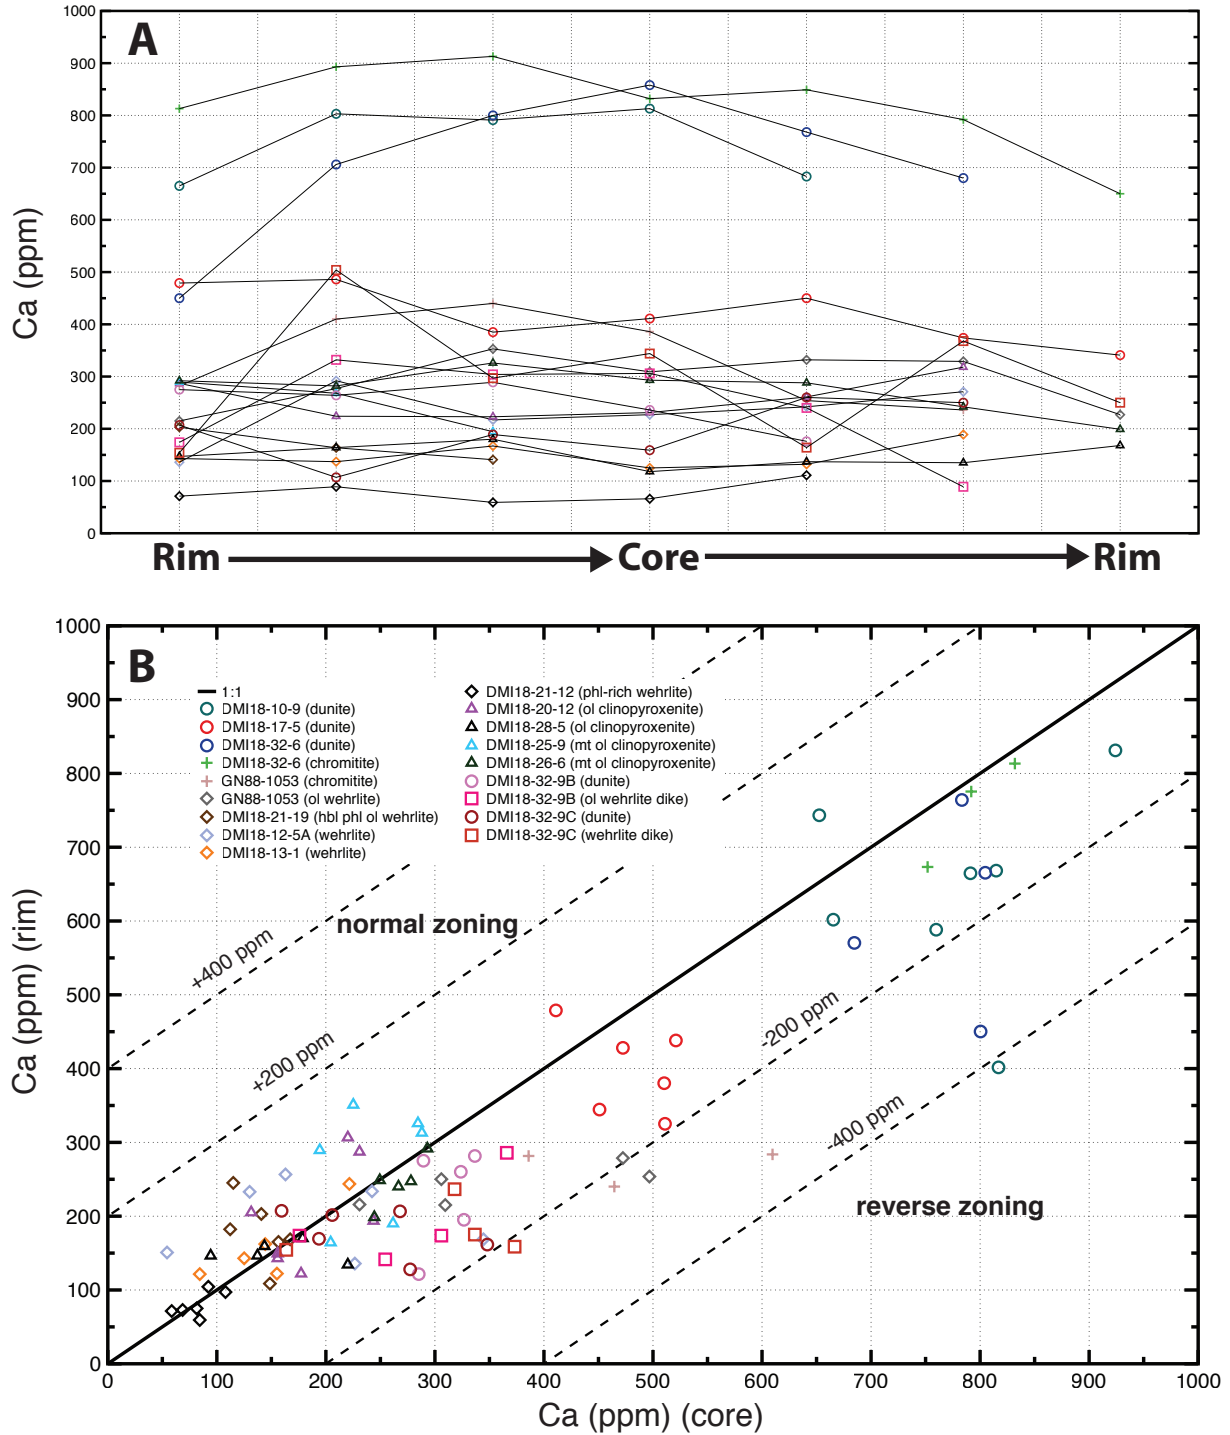 A
1000
900
800
700
600
500
400
300
200
100
0
Ca (ppm)
Rim
Core
Rim
B
1000
900
800
700
600
500
400
300
200
100
0
Ca (ppm) (rim)
1:1
DMI18-10-9 (dunite)
DMI18-17-5 (dunite)
DMI18-32-6 (dunite)
DMI18-32-6 (chromitite)
GN88-1053 (chromitite)
GN88-1053 (ol wehrlite)
DMI18-21-19 (hbl phl ol wehrlite)
DMI18-12-5A (wehrlite)
DMI18-13-1 (wehrlite)
DMI18-21-12 (phl-rich wehrlite)
DMI18-20-12 (ol clinopyroxenite)
DMI18-28-5 (ol clinopyroxenite)
DMI18-25-9 (mt ol clinopyroxenite)
DMI18-26-6 (mt ol clinopyroxenite)
DMI18-32-9B (dunite)
DMI18-32-9B (ol wehrlite dike)
DMI18-32-9C (dunite)
DMI18-32-9C (wehrlite dike)
normal zoning
+400 ppm
+200 ppm
-200 ppm
-400 ppm
reverse zoning
0 100 200 300 400 500 600 700 800 900 1000
Ca (ppm) (core)